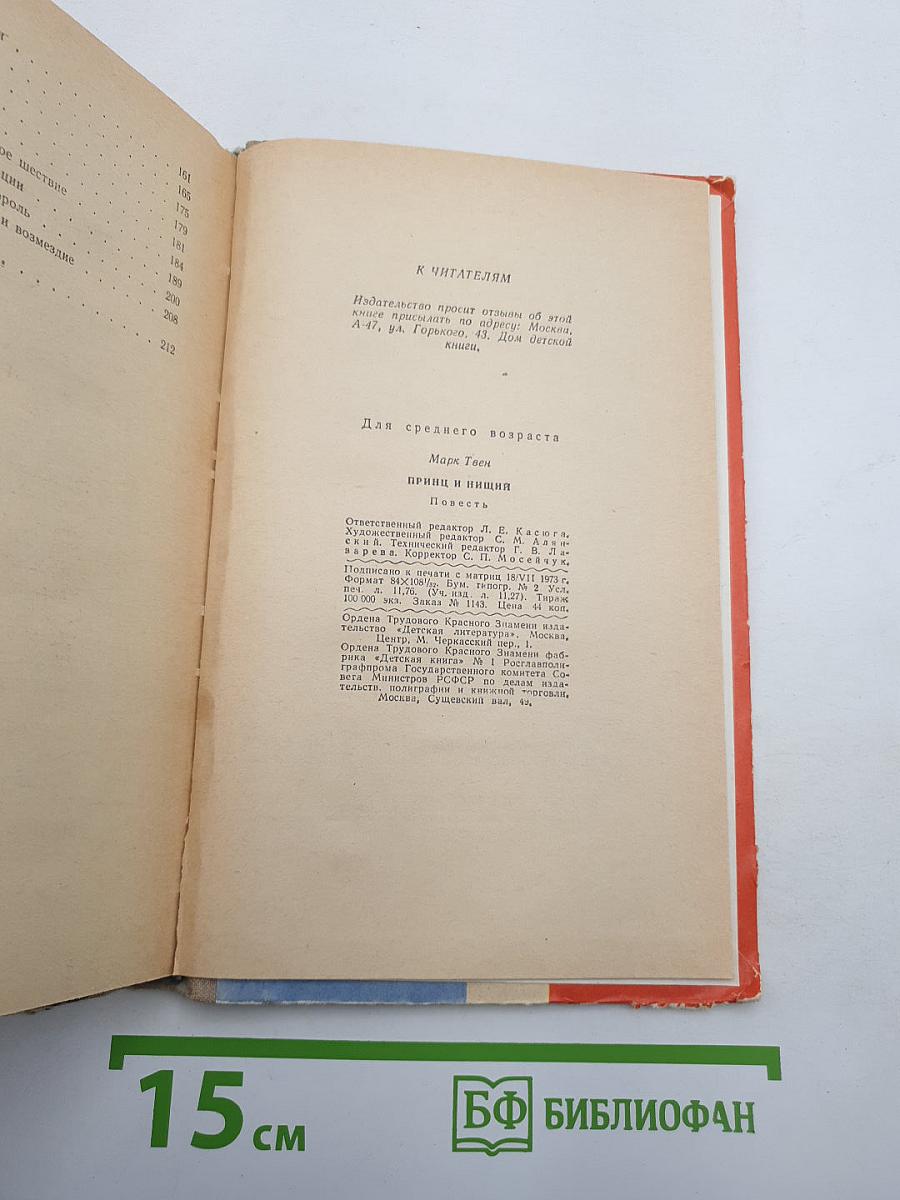 ое шествие
ции
роль
и возмездие
161
165
175
179
181
184
189
200
208
212
К ЧИТАТЕЛЯМ
Издательство просит отзывы об этой
книге присылать по адресу: Москва,
А-47, ул. Горького, 43. Дом детской
книги.
Для среднего возраста
Марк Твен
ПРИНЦ И НИЩИЙ
Повесть
Ответственный редактор Л. Е. Касюга.
Художественный редактор С. М. Алян-
ский. Технический редактор Г. В. Ла-
зарева. Корректор С. П. Мосейчук.
Подписано к печати с матриц 18/VII 1973 г.
Формат 84×108¹/₃₂. Бум. типогр. № 2 Усл.
печ. л. 11,76. (Уч. изд. л. 11,27). Тираж
100 000 экз. Заказ № 1143. Цена 44 коп.
Ордена Трудового Красного Знамени изда-
тельство «Детская литература». Москва,
Центр, М. Черкасский пер., 1.
Ордена Трудового Красного Знамени фаб-
рика «Детская книга» № 1 Росглавполи-
графпрома Государственного комитета Со-
вета Министров РСФСР по делам изда-
тельств, полиграфии и книжной торговли.
Москва, Сущевский вал, 49.
15 см
БФ БИБЛИОФАН